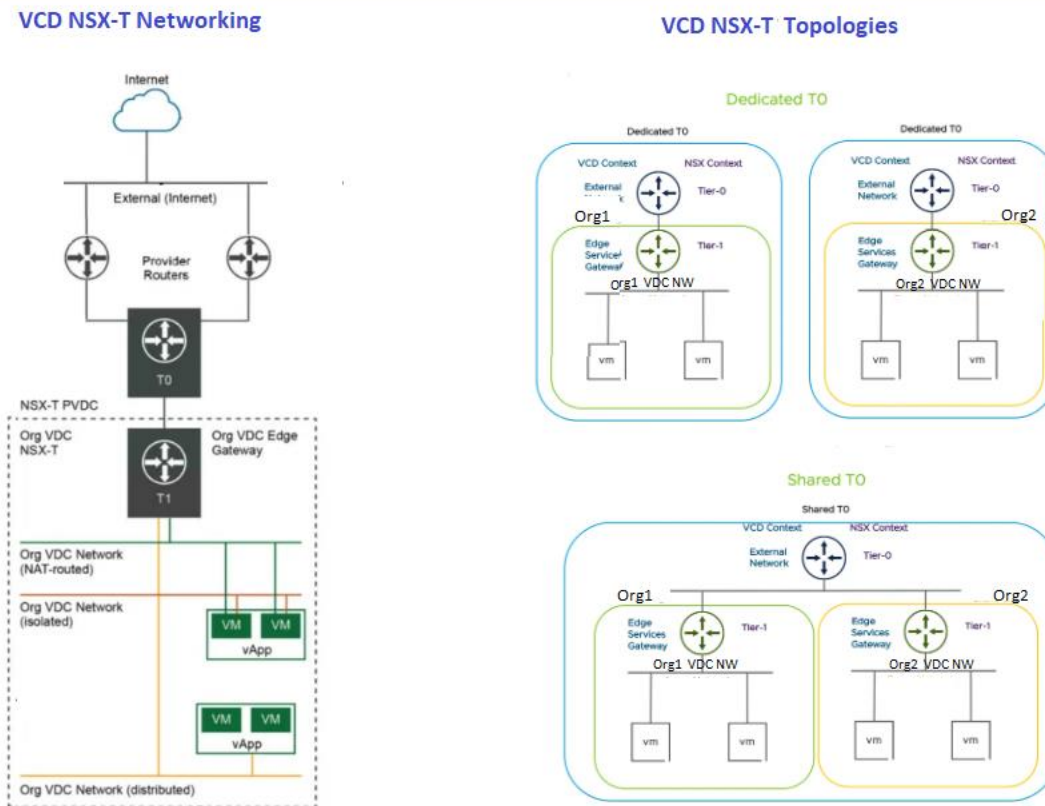 VCD NSX-T Networking
Internet
External (Internet)
Provider
Routers
T0
NSX-T PVDC
Org VDC
NSX-T
Org VDC Edge
Gateway
T1
Org VDC Network
(NAT-routed)
Org VDC Network
(isolated)
VM VM
vApp
VM VM
vApp
Org VDC Network (distributed)
VCD NSX-T Topologies
Dedicated T0
Dedicated T0
VCD Context NSX Context
External
Tier-0
Org1
Edge
Services
Gateway
Tier-1
Org1 VDC NW
vm vm
Dedicated T0
VCD Context NSX Context
External
Network
Tier-0
Org2
Edge Services
Gateway
Tier-1
Org2 VDC NW
vm vm
Shared T0
Shared T0
VCD Context NSX Context
External
Network
Tier-0
Org1
Edge
Services
Gateway
Tier-1
Org1 VDC NW
vm vm
Org2
Edge
Services
Gateway
Tier-1
Org2 VDC NW
vm vm